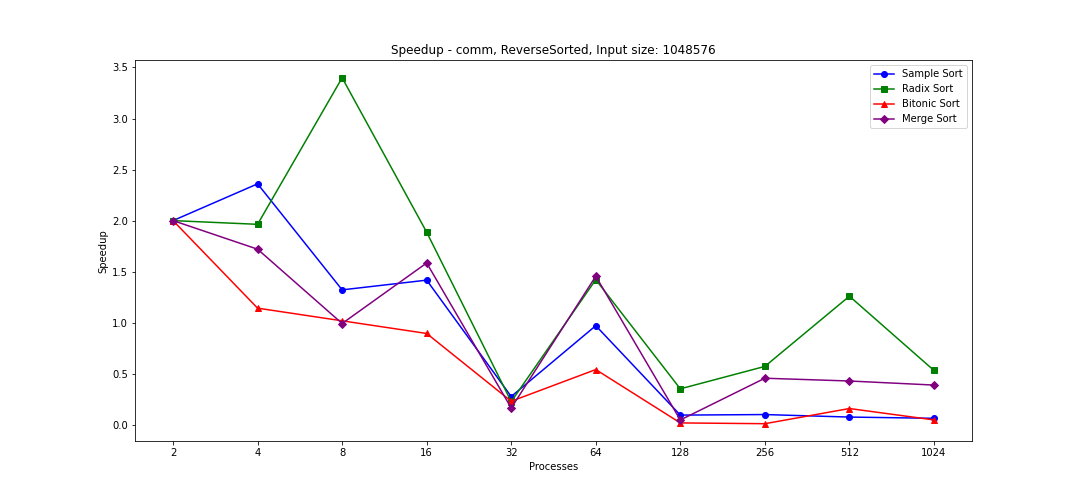 Speedup - comm, ReverseSorted, Input size: 1048576
Sample Sort
Radix Sort
Bitonic Sort
Merge Sort
Speedup
3.5
3.0
2.5
2.0
1.5
1.0
0.5
0.0
2 4 8 16 32 64 128 256 512 1024
Processes